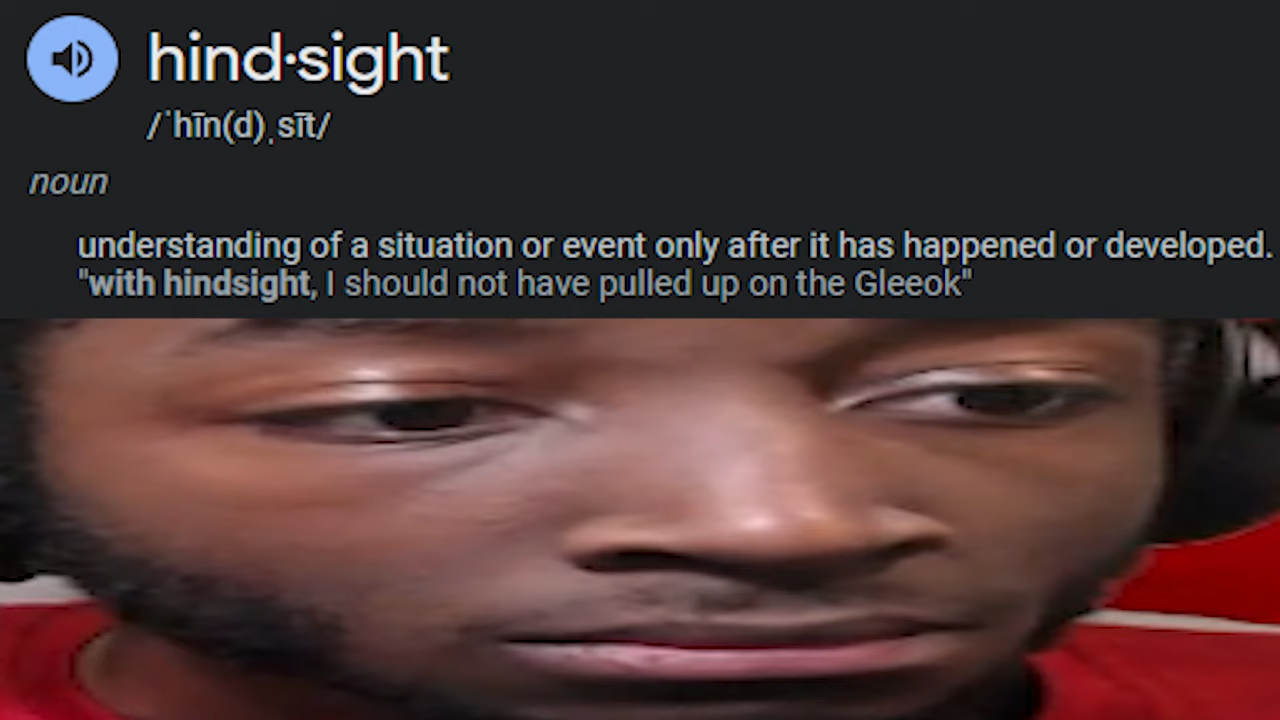 hind·sight
/ˈhīn(d)ˌsīt/
noun
understanding of a situation or event only after it has happened or developed.
"with hindsight, I should not have pulled up on the Gleeok"